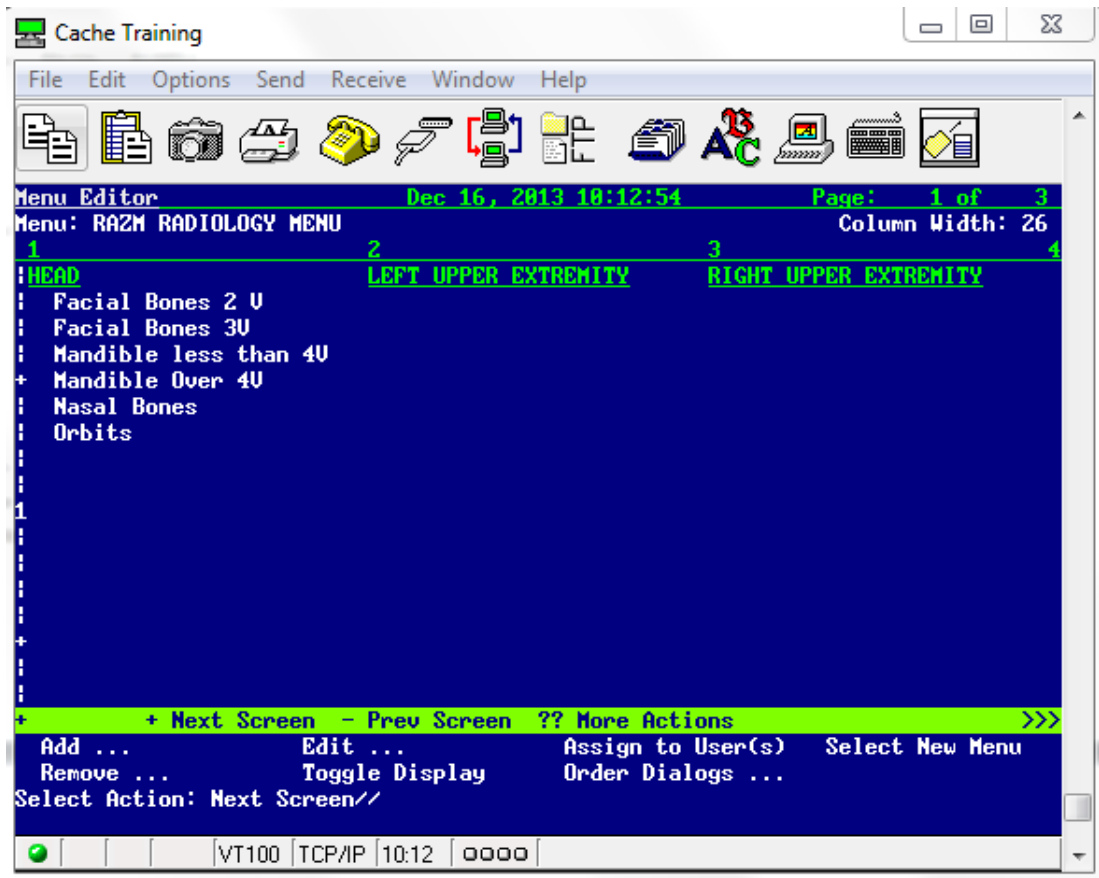 Cache Training
File Edit Options Send Receive Window Help
FTP
ABC
Menu Editor Dec 16, 2013 10:12:54 Page: 1 of 3
Menu: RAZM RADIOLOGY MENU Column Width: 26
1 2 3 4
¦HEAD LEFT UPPER EXTREMITY RIGHT UPPER EXTREMITY
¦ Facial Bones 2 V
¦ Facial Bones 3V
¦ Mandible less than 4V
+ Mandible Over 4V
¦ Nasal Bones
¦ Orbits
¦
¦
1
¦
¦
¦
¦
+
¦
¦
+ + Next Screen - Prev Screen ?? More Actions >>>
Add ... Edit ... Assign to User(s) Select New Menu
Remove ... Toggle Display Order Dialogs ...
Select Action: Next Screen//
VT100 TCP/IP 10:12